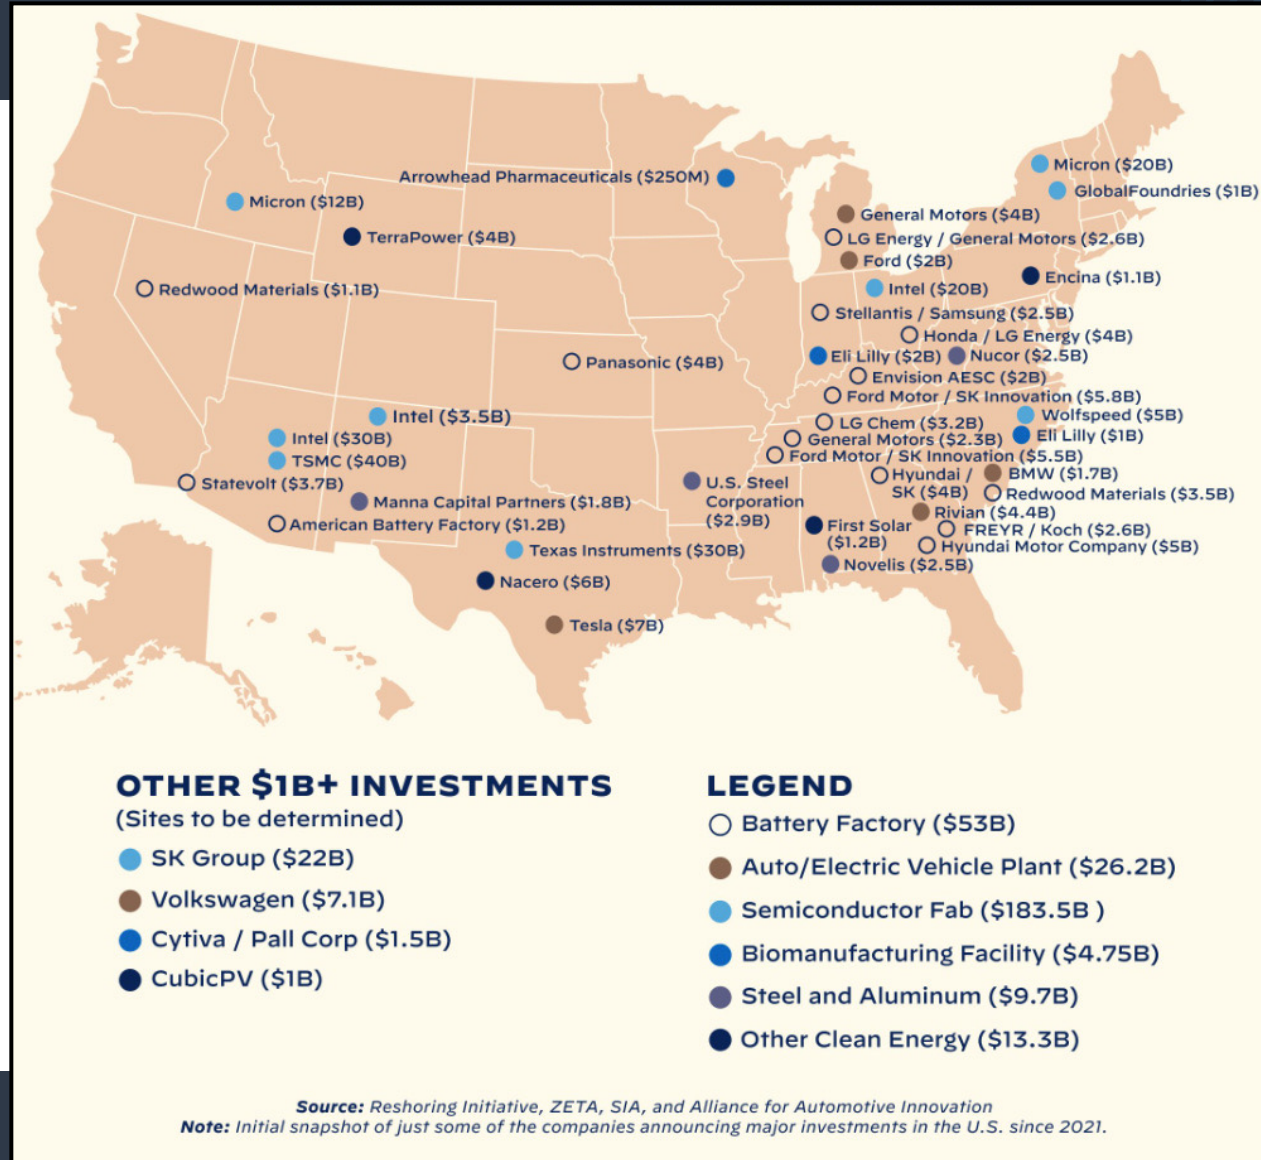 Arrowhead Pharmaceuticals ($250M)
Micron ($20B)
GlobalFoundries ($1B)
Micron ($12B)
General Motors ($4B)
TerraPower ($4B)
LG Energy / General Motors ($2.6B)
Ford ($2B)
Encina ($1.1B)
Redwood Materials ($1.1B)
Intel ($20B)
Stellantis / Samsung ($2.5B)
Honda / LG Energy ($4B)
Eli Lilly ($2B)
Nucor ($2.5B)
Panasonic ($4B)
Envision AESC ($2B)
Ford Motor / SK Innovation ($5.8B)
Intel ($3.5B)
Wolfspeed ($5B)
LG Chem ($3.2B)
Eli Lilly ($1B)
Intel ($30B)
General Motors ($2.3B)
TSMC ($40B)
Ford Motor / SK Innovation ($5.5B)
Statevolt ($3.7B)
U.S. Steel
Corporation
($2.9B)
Hyundai /
SK ($4B)
BMW ($1.7B)
Redwood Materials ($3.5B)
Manna Capital Partners ($1.8B)
Rivian ($4.4B)
American Battery Factory ($1.2B)
First Solar
($1.2B)
FREYR / Koch ($2.6B)
Hyundai Motor Company ($5B)
Texas Instruments ($30B)
Novelis ($2.5B)
Nacero ($6B)
Tesla ($7B)
OTHER $1B+ INVESTMENTS
(Sites to be determined)
SK Group ($22B)
Volkswagen ($7.1B)
Cytiva / Pall Corp ($1.5B)
CubicPV ($1B)
LEGEND
Battery Factory ($53B)
Auto/Electric Vehicle Plant ($26.2B)
Semiconductor Fab ($183.5B )
Biomanufacturing Facility ($4.75B)
Steel and Aluminum ($9.7B)
Other Clean Energy ($13.3B)
Source: Reshoring Initiative, ZETA, SIA, and Alliance for Automotive Innovation
Note: Initial snapshot of just some of the companies announcing major investments in the U.S. since 2021.